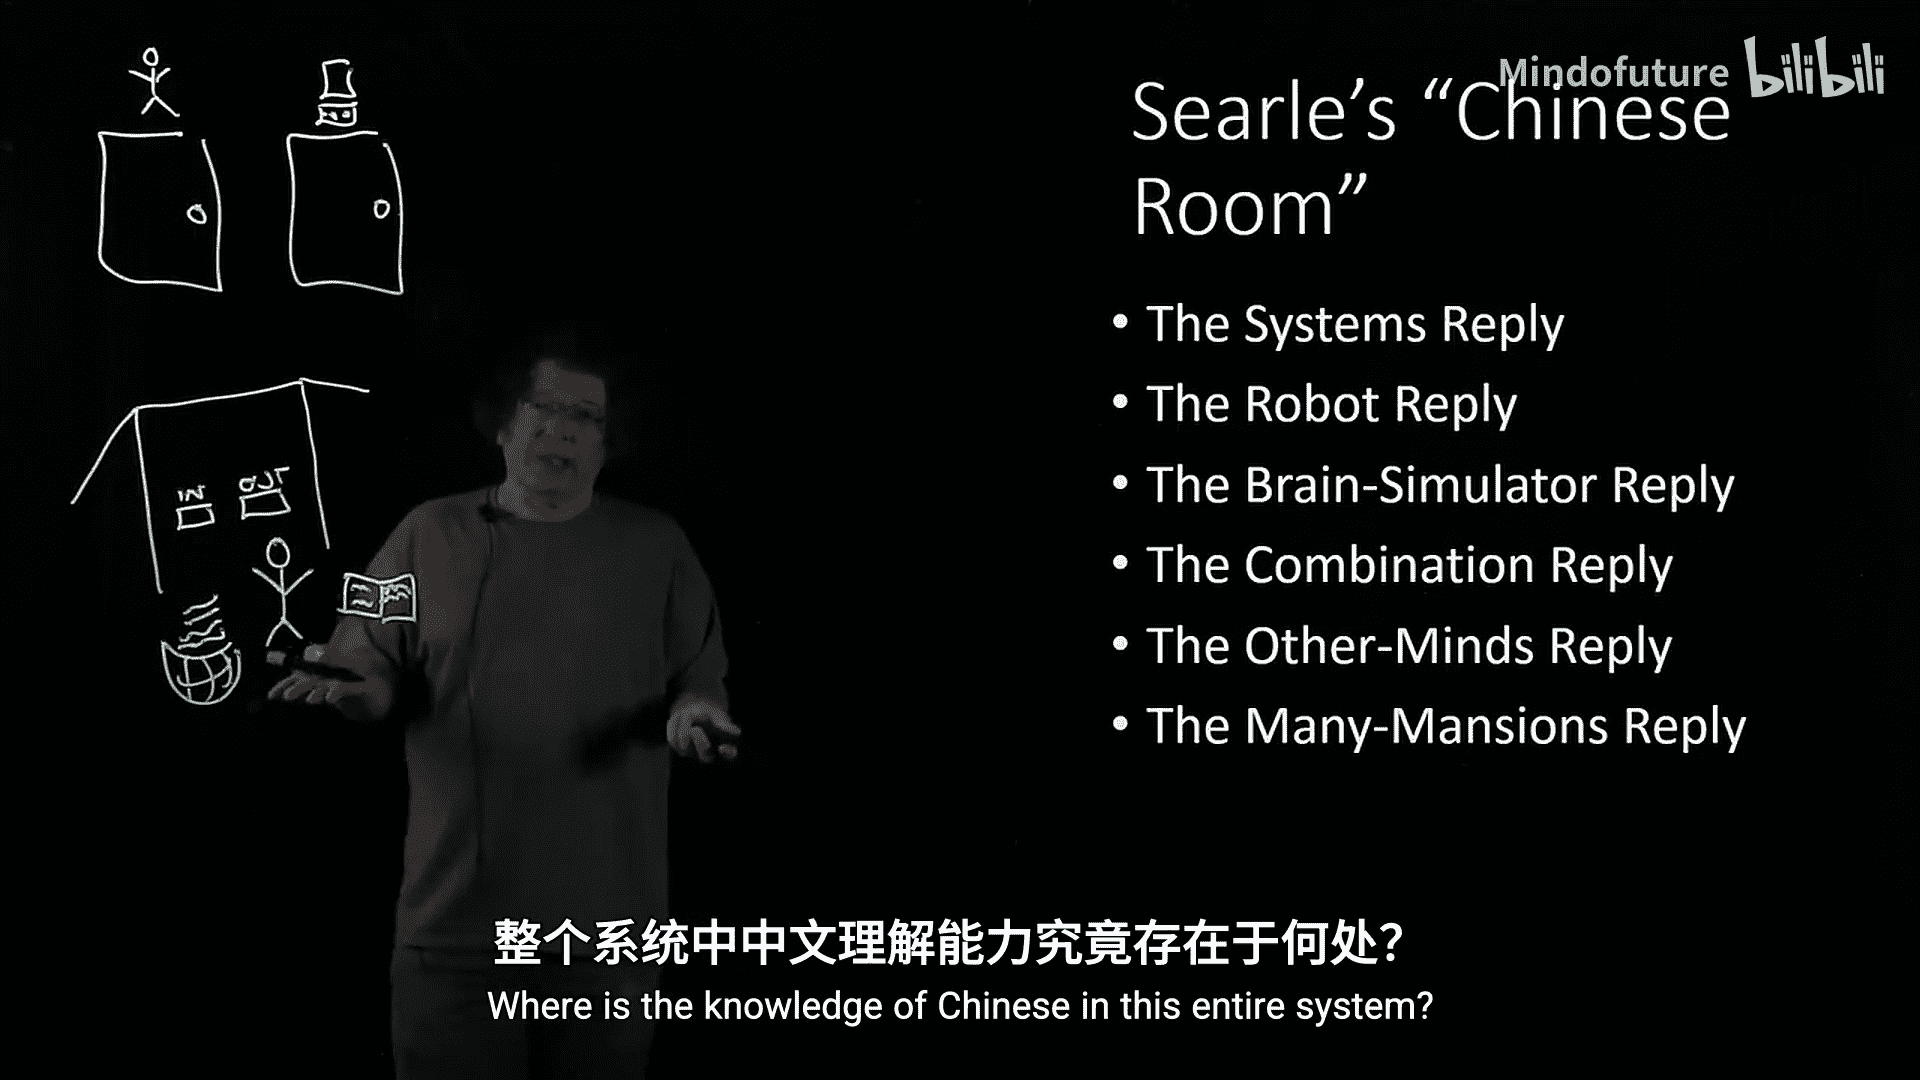 Mindofuture bilibili
Searle’s “Chinese
Room”
• The Systems Reply
• The Robot Reply
• The Brain-Simulator Reply
• The Combination Reply
• The Other-Minds Reply
• The Many-Mansions Reply
IN OUT
整个系统中中文理解能力究竟存在于何处?
Where is the knowledge of Chinese in this entire system?